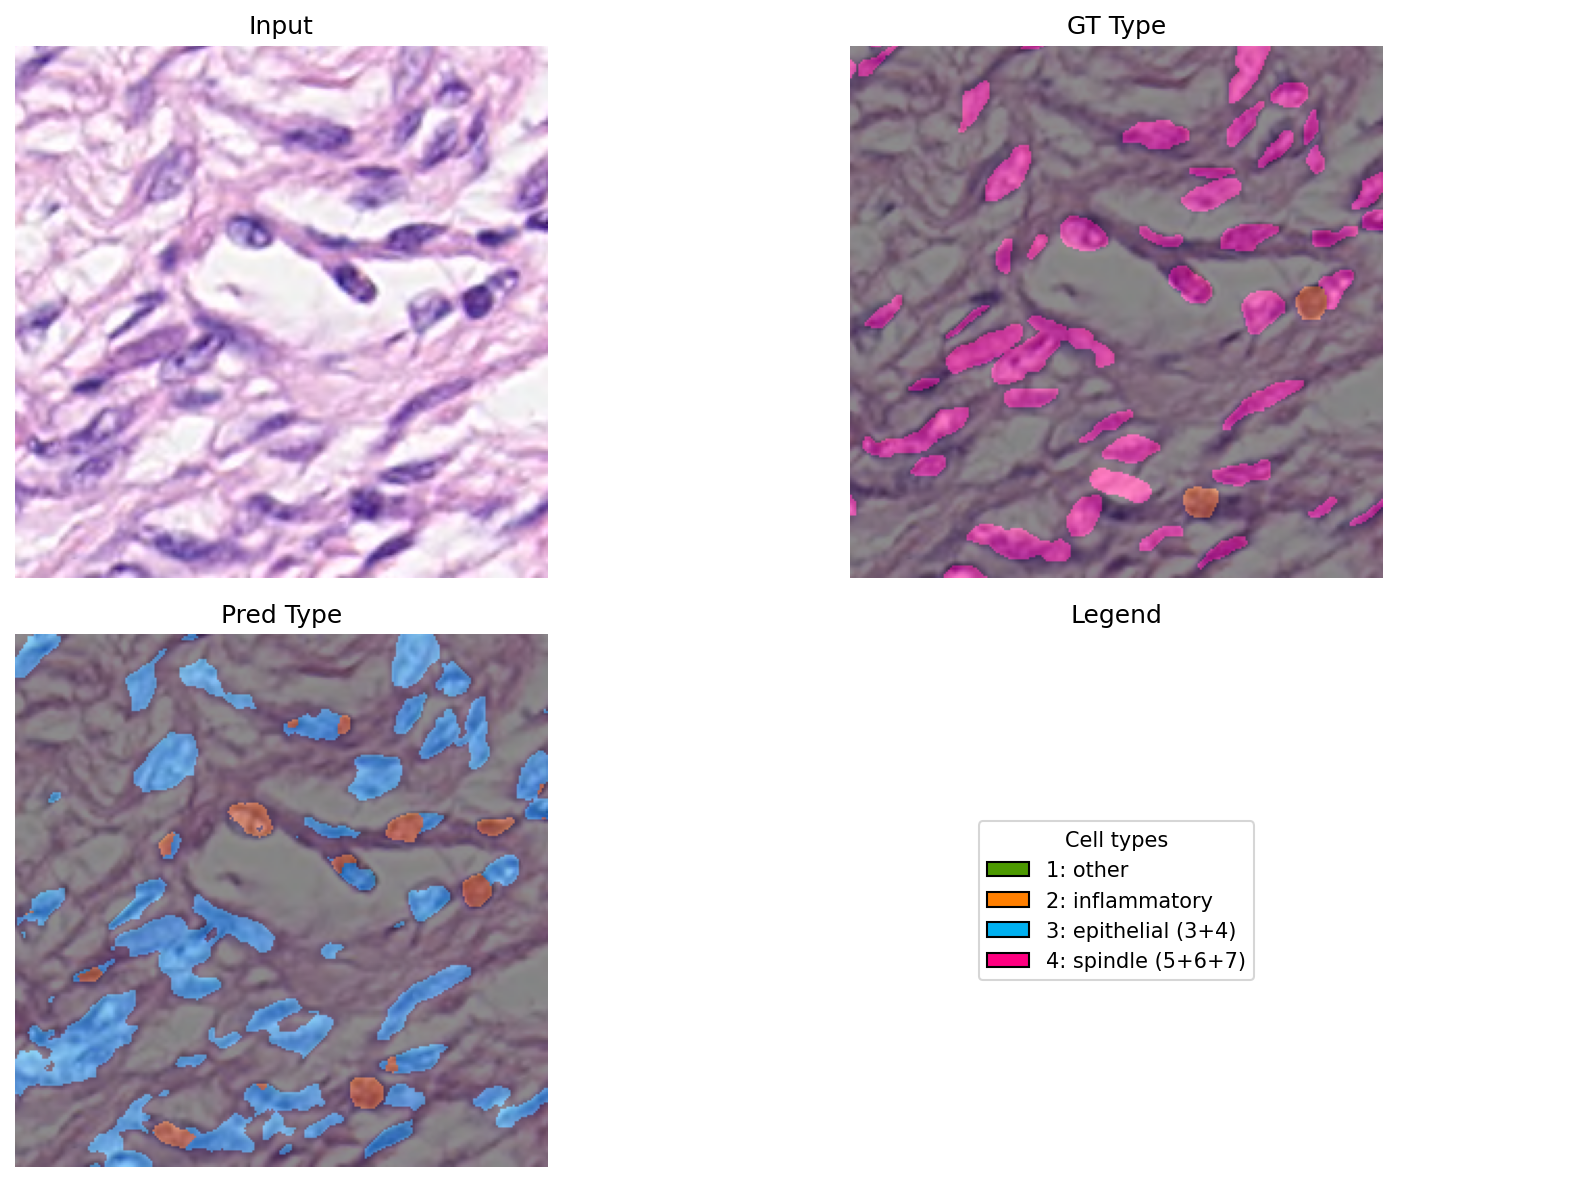 Input
GT Type
Pred Type
Legend
Cell types
1: other
2: inflammatory
3: epithelial (3+4)
4: spindle (5+6+7)